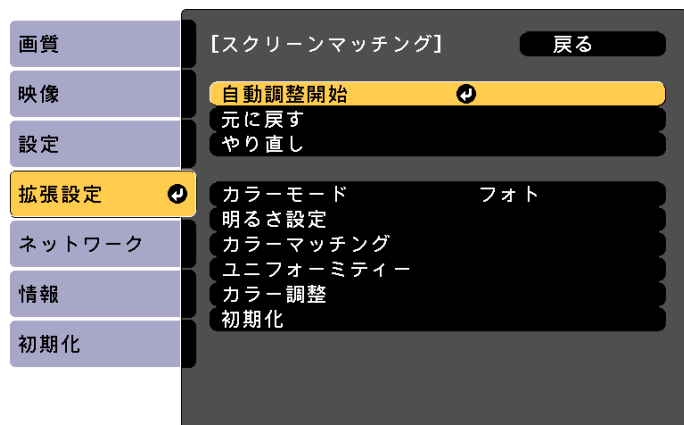 画質
映像
設定
拡張設定
ネットワーク
情報
初期化
[スクリーンマッチング] 戻る
自動調整開始
元に戻す
やり直し
カラーモード フォト
明るさ設定
カラーマッチング
ユニフォーミティー
カラー調整
初期化